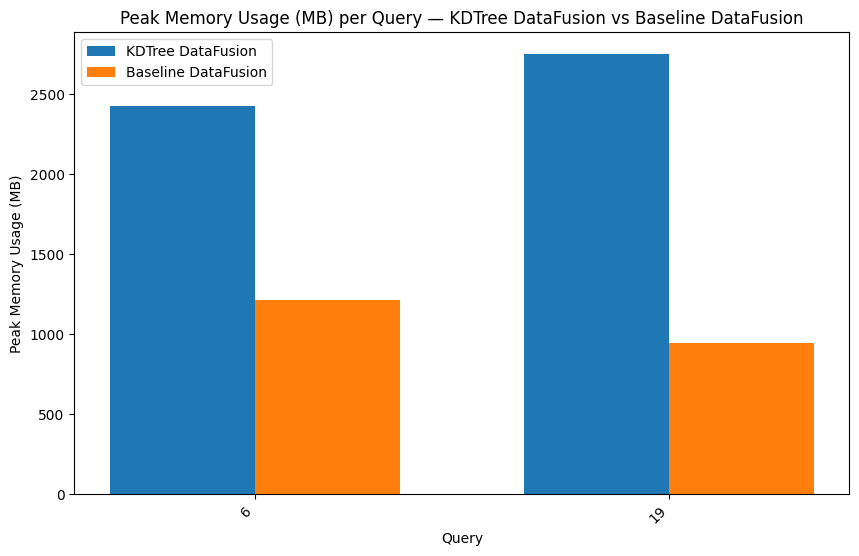 Peak Memory Usage (MB) per Query — KDTree DataFusion vs Baseline DataFusion
KDTree DataFusion
Baseline DataFusion
Peak Memory Usage (MB)
2500
2000
1500
1000
500
0
6
19
Query